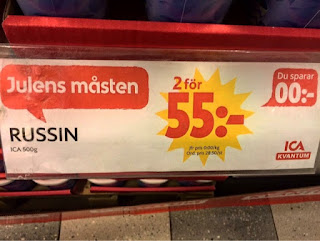 Julens måsten
RUSSIN
ICA 500g
2 för
55:-
Du sparar
00:-
ICA
KVANTUM